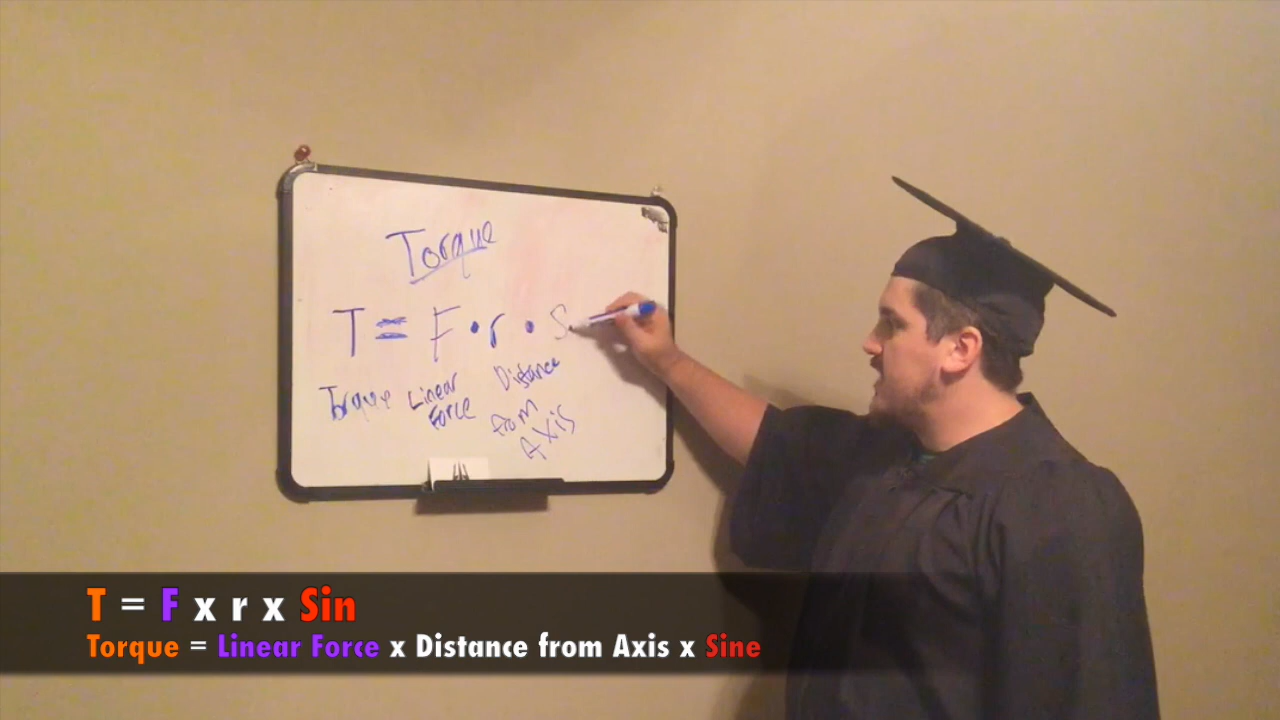 Torque
T = F • r • S
Torque Linear Force Distance from Axis
T = F x r x Sin
Torque = Linear Force x Distance from Axis x Sine